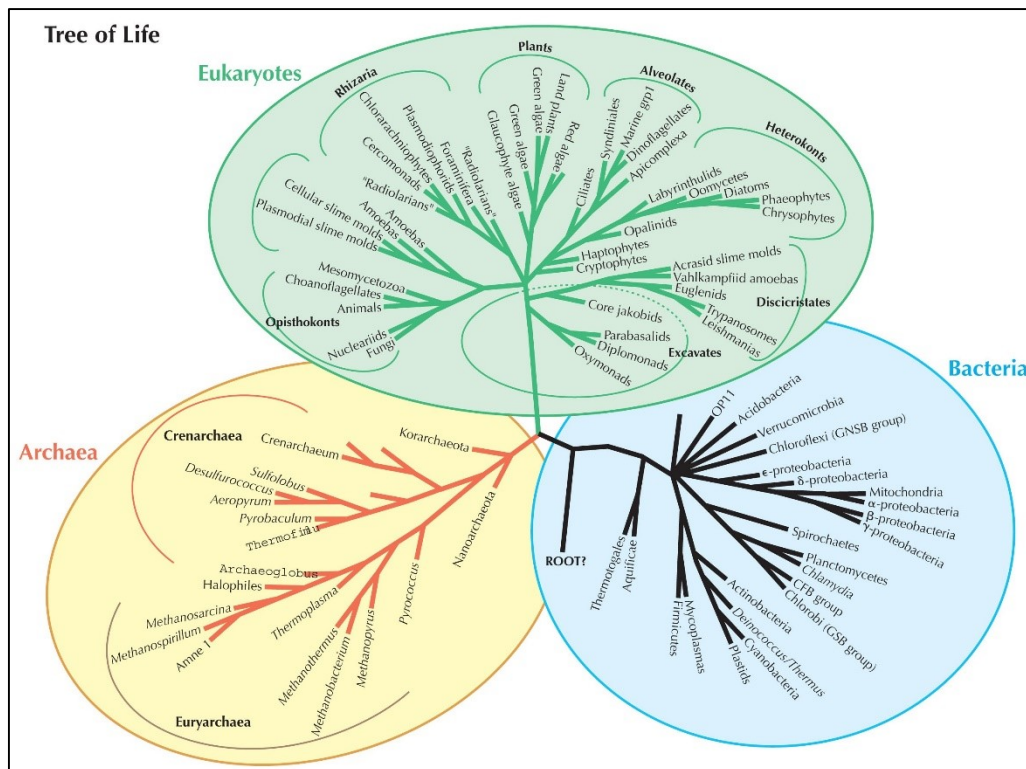 Tree of Life
Eukaryotes
Rhizaria
Plants
Alveolates
Heterokonts
Cellular slime molds
Plasmodial slime molds
Amoebas
Amoebas
"Radiolarians"
Cercomonads
Chlorarachniophytes
Plasmodiophorids
Foraminifera
"Radiolarians"
Glaucophyte algae
Green algae
Green algae
Land plants
Red algae
Ciliates
Syndiniales
Marine grp1
Dinoflagellates
Apicomplexa
Labyrinthulids
Oomycetes
Diatoms
Phaeophytes
Chrysophytes
Opalinids
Haptophytes
Cryptophytes
Acrasid slime molds
Vahlkampfiid amoebas
Euglenids
Trypanosomes
Leishmanias
Discicristates
Core jakobids
Parabasalids
Diplomonads
Oxymonads
Excavates
Mesomycetozoa
Choanoflagellates
Animals
Opisthokonts
Nucleariids
Fungi
Archaea
Crenarchaea
Crenarchaeum
Korarchaeota
Nanoarchaeota
Sulfolobus
Desulfurococcus
Aeropyrum
Pyrobaculum
Archaeoglobus
Halophiles
Methanosarcina
Methanospirillum
Amne 1
Thermoplasma
Methanothermus
Methanobacterium
Methanopyrus
Pyrococcus
Euryarchaea
Bacteria
OP11
Acidobacteria
Verrucomicrobia
Chloroflexi (GNSB group)
ϵ-proteobacteria
δ-proteobacteria
Mitochondria
α-proteobacteria
β-proteobacteria
γ-proteobacteria
Spirochaetes
Planctomycetes
Chlamydia
CFB group
Chlorobi (GSB group)
Actinobacteria
Deinococcus/Thermus
Cyanobacteria
Plastids
Mycoplasmas
Firmicutes
Aquificae
Thermotogales
ROOT?